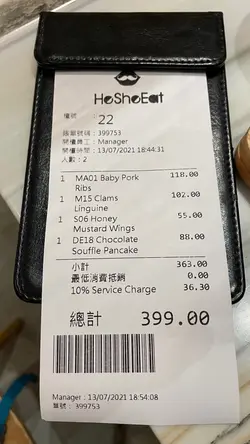 HeSheEat
檯號 : 22
賬單號碼 : 399753
開檯員工 : Manager
開檯時間 : 13/07/2021 18:44:31
人數 : 2
1 MA01 Baby Pork Ribs 118.00
1 M15 Clams Linguine 102.00
1 S06 Honey Mustard Wings 55.00
1 DE18 Chocolate Souffle Pancake 88.00
小計 363.00
最低消費抵銷 0.00
10% Service Charge 36.30
總計 399.00
Manager : 13/07/2021 18:54:08
單號 : 399753